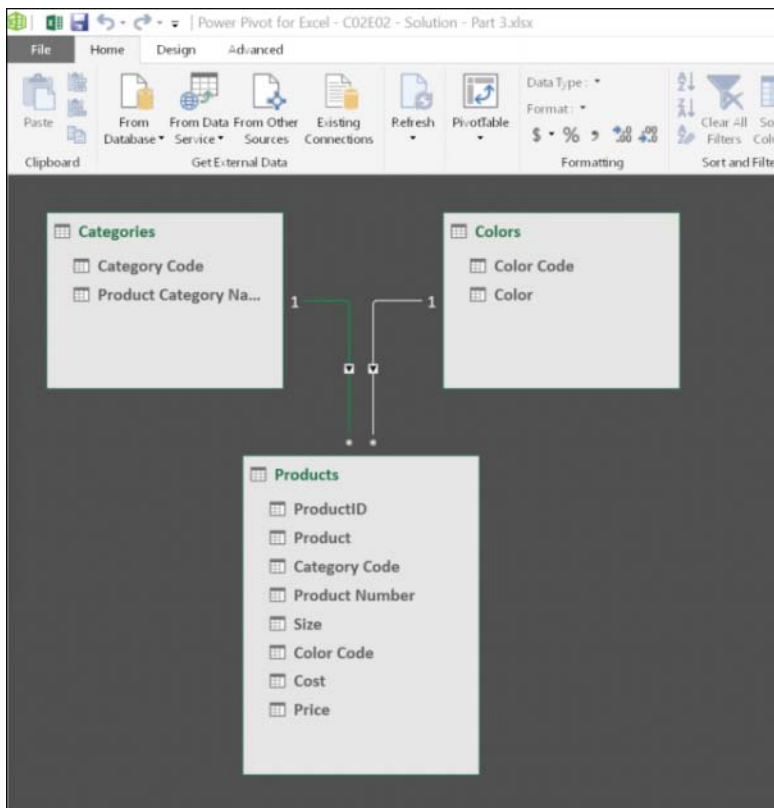 Power Pivot for Excel - C02E02 - Solution - Part 3.xlsx
File Home Design Advanced
Paste
From Database
From Data Service
From Other Sources
Existing Connections
Refresh
PivotTable
Data Type :
Format :
$ % ,
Clear All Filters
Clipboard
Get External Data
Formatting
Sort and Filte
Categories
Category Code
Product Category Na...
1
Colors
Color Code
Color
1
*
*
Products
ProductID
Product
Category Code
Product Number
Size
Color Code
Cost
Price